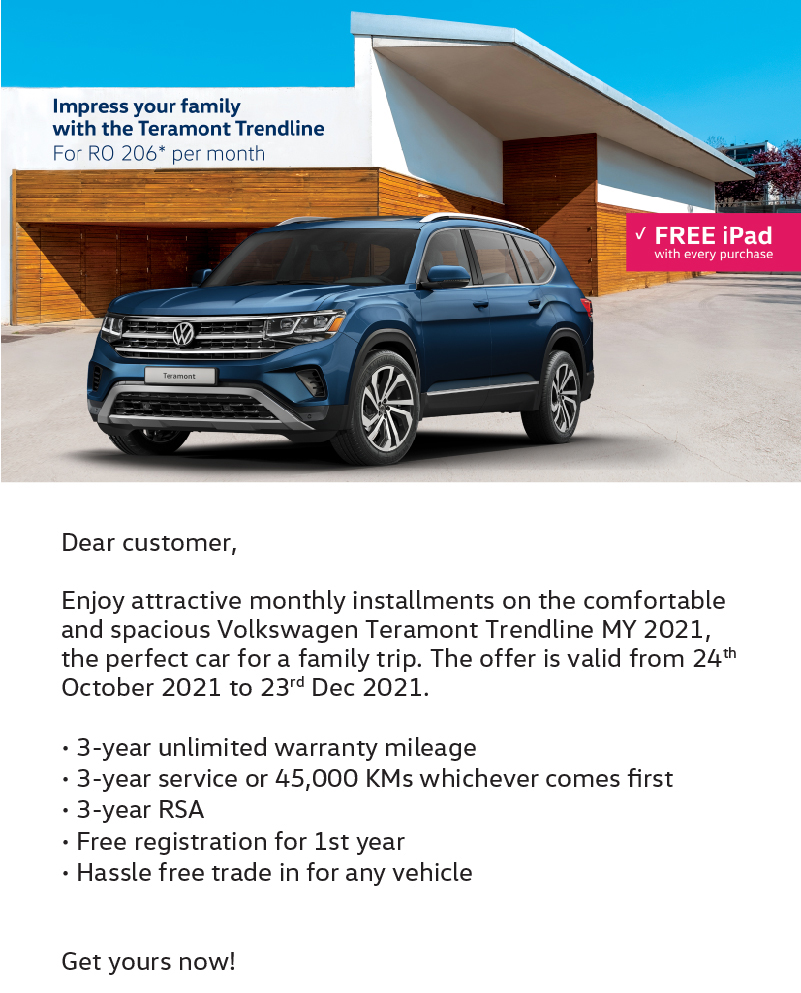 Impress your family
with the Teramont Trendline
For RO 206* per month
✓ FREE iPad
with every purchase
Teramont
Dear customer,
Enjoy attractive monthly installments on the comfortable
and spacious Volkswagen Teramont Trendline MY 2021,
the perfect car for a family trip. The offer is valid from 24th
October 2021 to 23rd Dec 2021.
• 3-year unlimited warranty mileage
• 3-year service or 45,000 KMs whichever comes first
• 3-year RSA
• Free registration for 1st year
• Hassle free trade in for any vehicle
Get yours now!